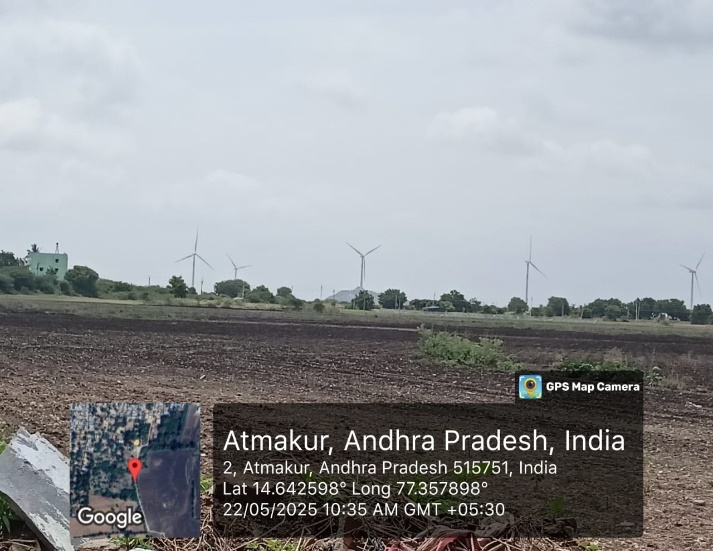 GPS Map Camera
Atmakur, Andhra Pradesh, India
2, Atmakur, Andhra Pradesh 515751, India
Lat 14.642598° Long 77.357898°
22/05/2025 10:35 AM GMT +05:30
Google